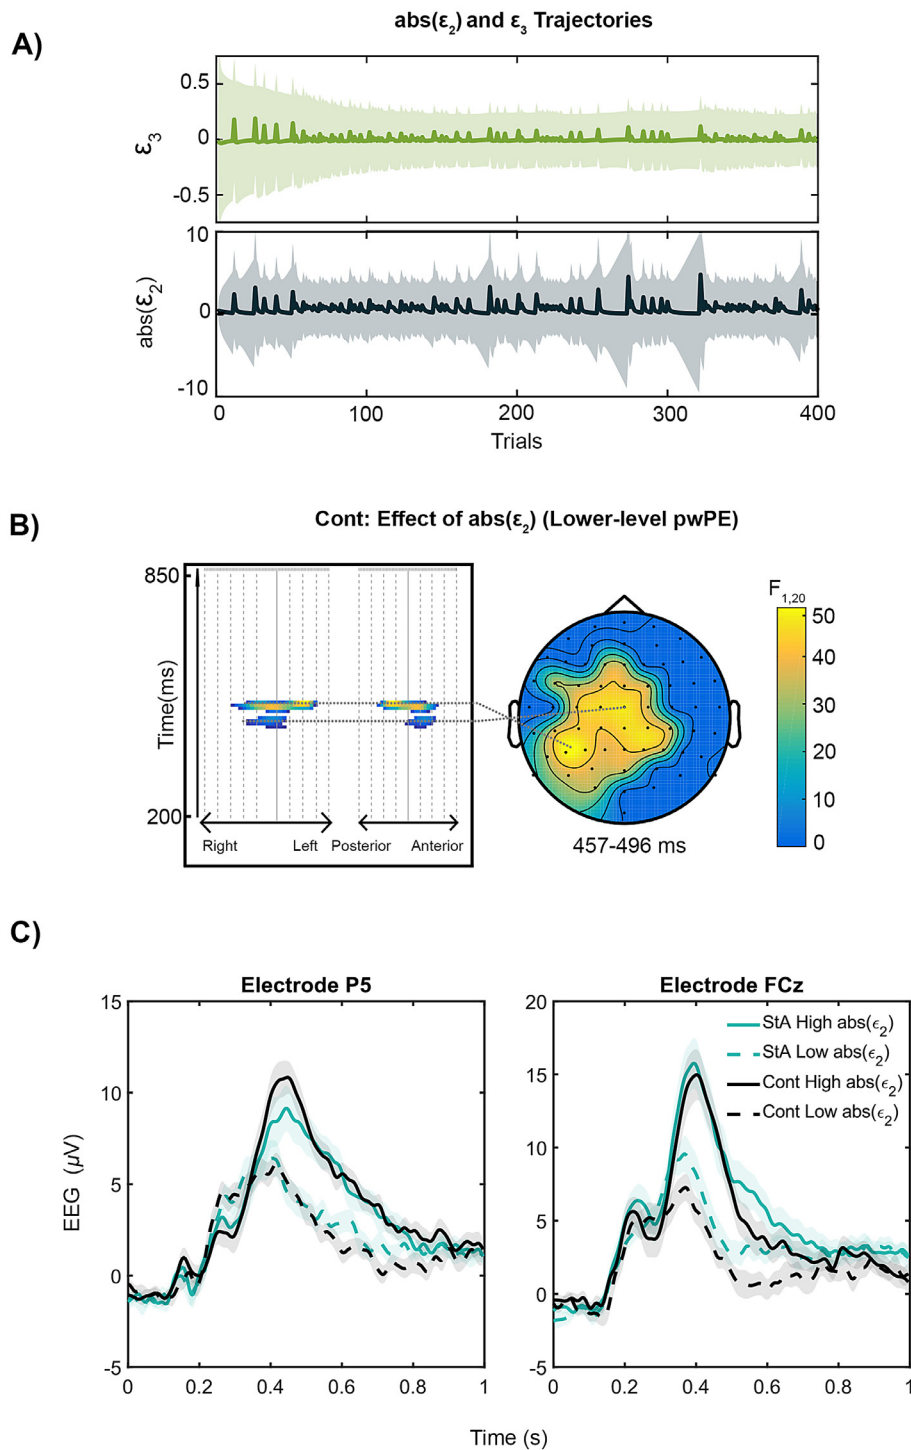 abs(ε₂) and ε₃ Trajectories
A)
ε₃
0.5
0
-0.5
abs(ε₂)
10
0
-10
0 100 200 300 400
Trials
B)
Cont: Effect of abs(ε₂) (Lower-level pwPE)
Time(ms)
850
200
Right Left Posterior Anterior
457-496 ms
F₁,₂₀
50
40
30
20
10
0
C)
Electrode P5
EEG (µV)
15
10
5
0
-5
0 0.2 0.4 0.6 0.8 1
Electrode FCz
20
15
10
5
0
-5
0 0.2 0.4 0.6 0.8 1
StA High abs(ϵ₂)
StA Low abs(ϵ₂)
Cont High abs(ϵ₂)
Cont Low abs(ϵ₂)
Time (s)